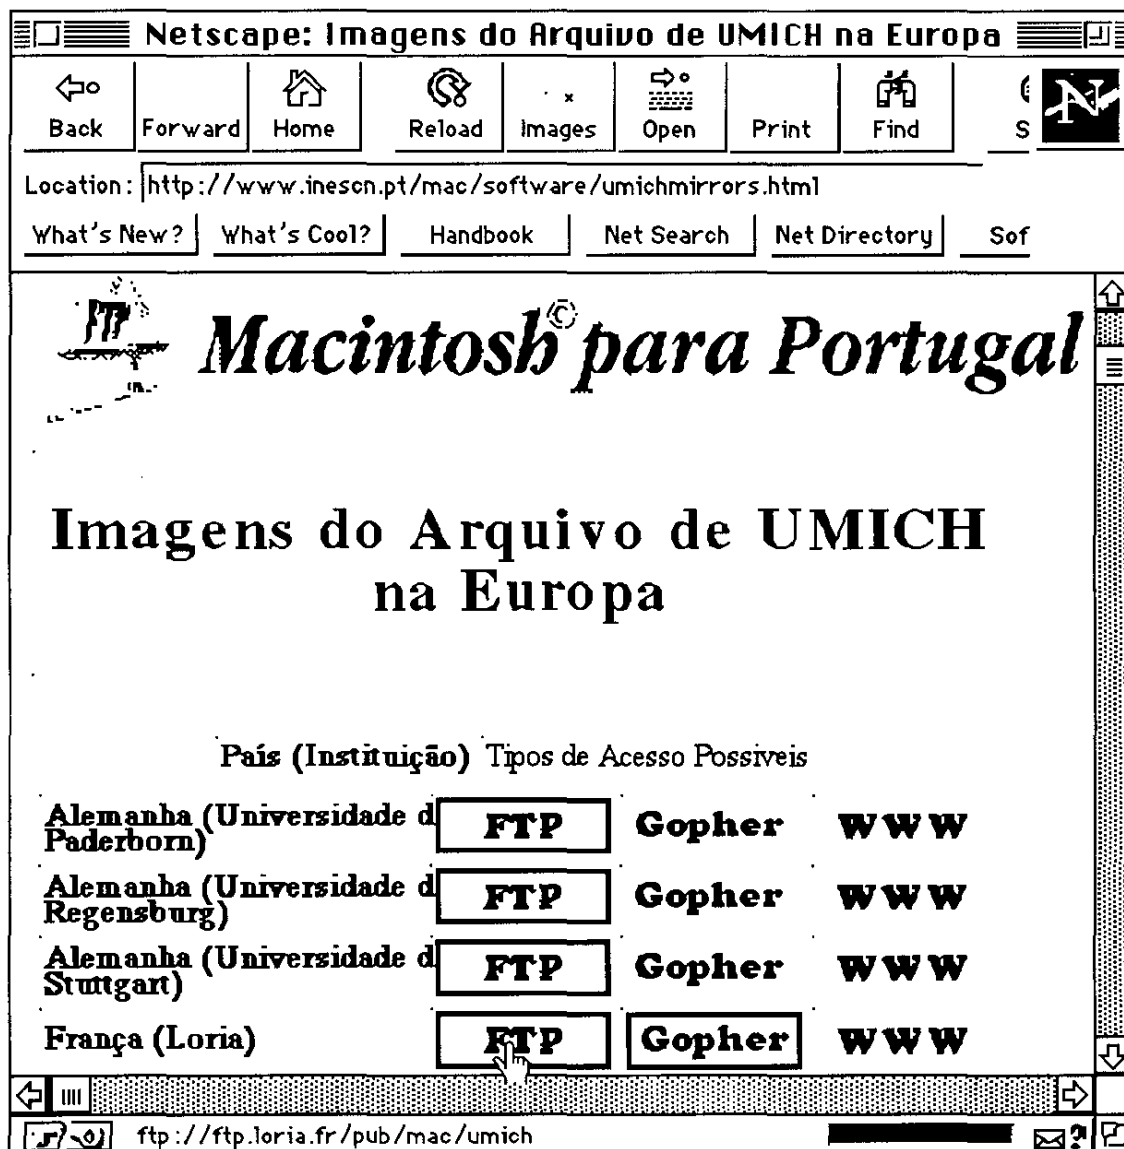 Netscape: Imagens do Arquivo de UMICH na Europa
Back Forward Home Reload Images Open Print Find S
N
Location: http://www.inescn.pt/mac/software/umichmirrors.html
What's New? What's Cool? Handbook Net Search Net Directory Sof
Macintosh© para Portugal
Imagens do Arquivo de UMICH
na Europa
País (Instituição) Tipos de Acesso Possíveis
Alemanha (Universidade d
Paderborn)
FTP Gopher WWW
Alemanha (Universidade d
Regensburg)
FTP Gopher WWW
Alemanha (Universidade d
Stuttgart)
FTP Gopher WWW
França (Loria) FTP Gopher WWW
ftp://ftp.loria.fr/pub/mac/umich